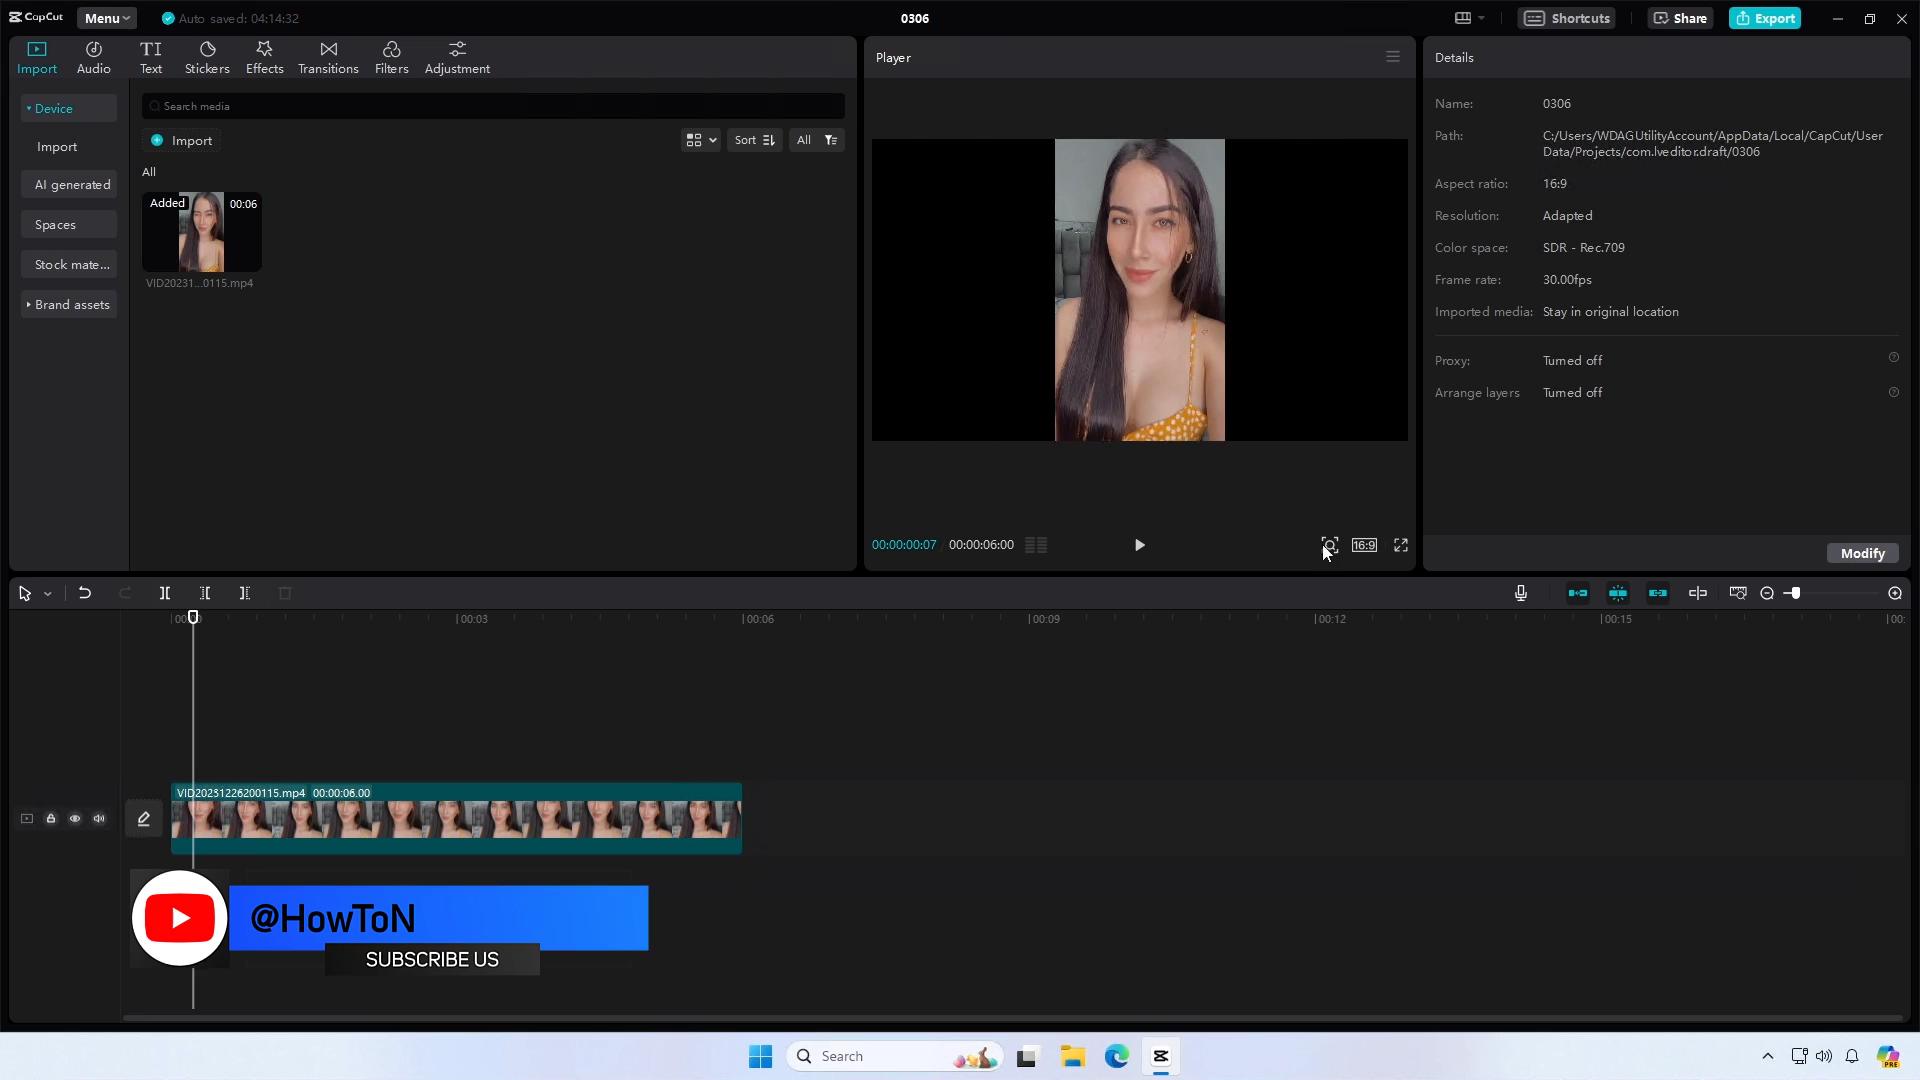 CapCut
Menu
Auto saved: 04:14:32
0306
Shortcuts
Share
Export
Import
Audio
TI
Text
Stickers
Effects
Transitions
Filters
Adjustment
Device
Import
AI generated
Spaces
Stock mate...
Brand assets
Search media
Import
Sort
All
All
Added
00:06
VID20231...0115.mp4
Player
00:00:00:07
00:00:06:00
16:9
Details
Name: 0306
Path: C:/Users/WDAGUtilityAccount/AppData/Local/CapCut/User
Data/Projects/com.lveditor.draft/0306
Aspect ratio: 16:9
Resolution: Adapted
Color space: SDR - Rec.709
Frame rate: 30.00fps
Imported media: Stay in original location
Proxy: Turned off
Arrange layers Turned off
Modify
00:03
00:06
00:09
00:12
00:15
00:
VID20231226200115.mp4 00:00:06:00
@HowToN
SUBSCRIBE US
Search
PRE